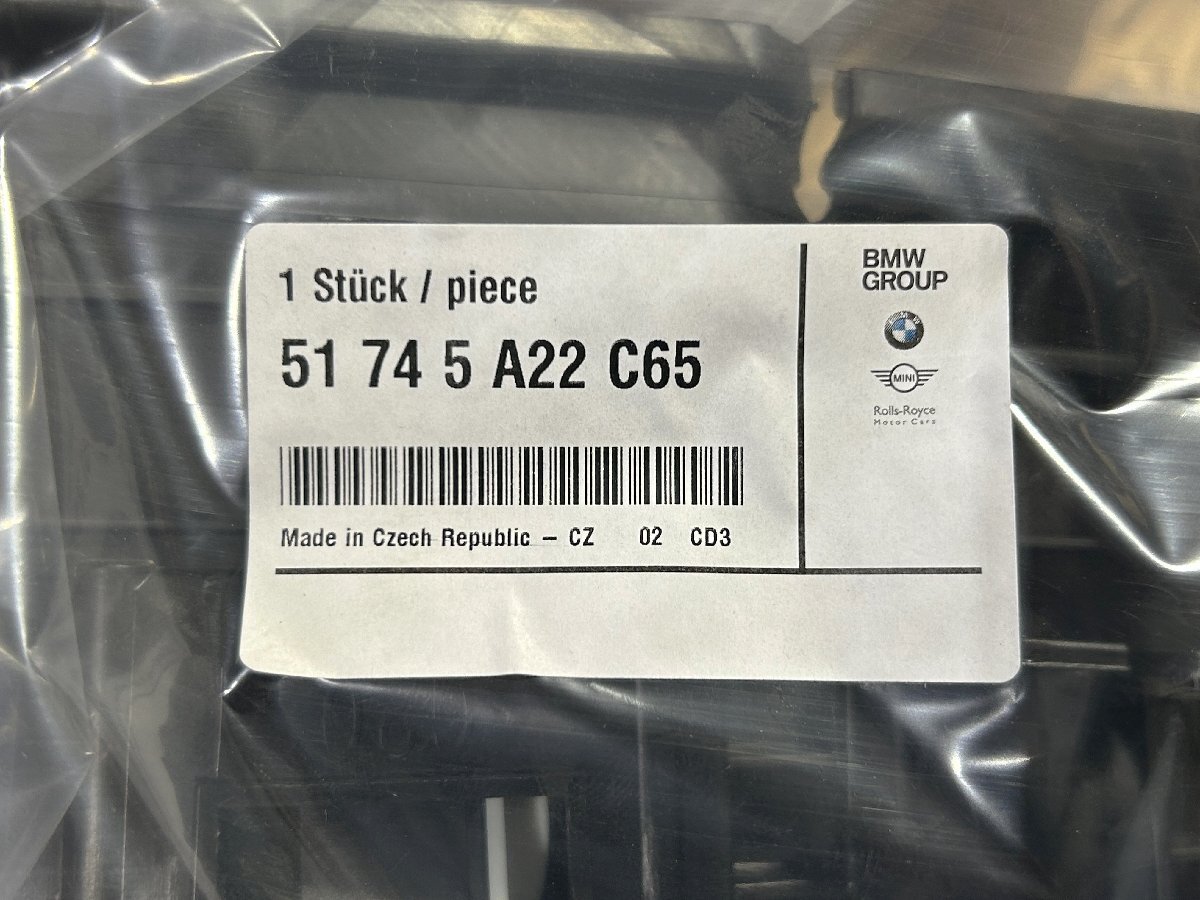 1 Stück / piece
51 74 5 A22 C65
Made in Czech Republic – CZ 02 CD3
BMW
GROUP
BMW
MINI
Rolls-Royce
Motor Cars